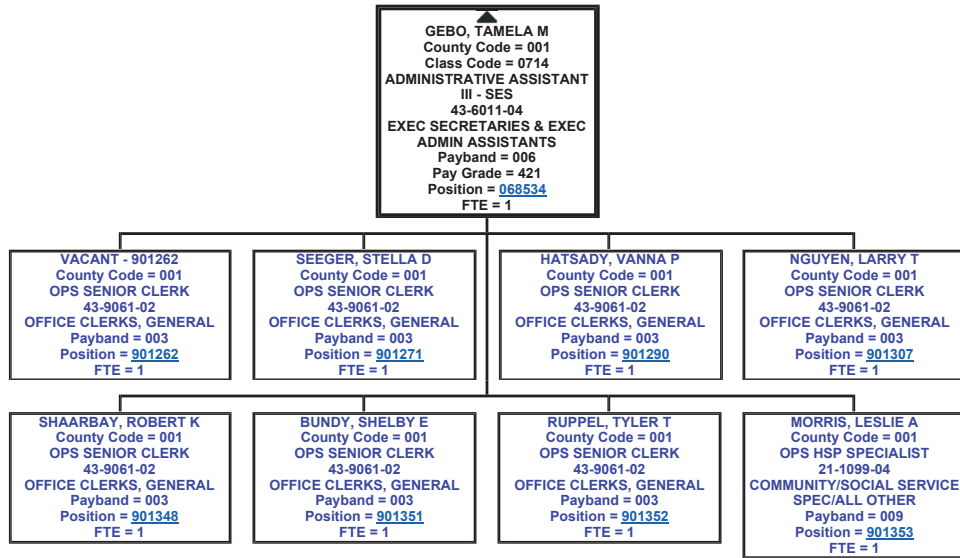 GEBO, TAMELA M
County Code = 001
Class Code = 0714
ADMINISTRATIVE ASSISTANT
III - SES
43-6011-04
EXEC SECRETARIES & EXEC
ADMIN ASSISTANTS
Payband = 006
Pay Grade = 421
Position = 068534
FTE = 1
VACANT - 901262
County Code = 001
OPS SENIOR CLERK
43-9061-02
OFFICE CLERKS, GENERAL
Payband = 003
Position = 901262
FTE = 1
SEEGER, STELLA D
County Code = 001
OPS SENIOR CLERK
43-9061-02
OFFICE CLERKS, GENERAL
Payband = 003
Position = 901271
FTE = 1
HATSADY, VANNA P
County Code = 001
OPS SENIOR CLERK
43-9061-02
OFFICE CLERKS, GENERAL
Payband = 003
Position = 901290
FTE = 1
NGUYEN, LARRY T
County Code = 001
OPS SENIOR CLERK
43-9061-02
OFFICE CLERKS, GENERAL
Payband = 003
Position = 901307
FTE = 1
SHAARBAY, ROBERT K
County Code = 001
OPS SENIOR CLERK
43-9061-02
OFFICE CLERKS, GENERAL
Payband = 003
Position = 901348
FTE = 1
BUNDY, SHELBY E
County Code = 001
OPS SENIOR CLERK
43-9061-02
OFFICE CLERKS, GENERAL
Payband = 003
Position = 901351
FTE = 1
RUPPEL, TYLER T
County Code = 001
OPS SENIOR CLERK
43-9061-02
OFFICE CLERKS, GENERAL
Payband = 003
Position = 901352
FTE = 1
MORRIS, LESLIE A
County Code = 001
OPS HSP SPECIALIST
21-1099-04
COMMUNITY/SOCIAL SERVICE
SPEC/ALL OTHER
Payband = 009
Position = 901353
FTE = 1